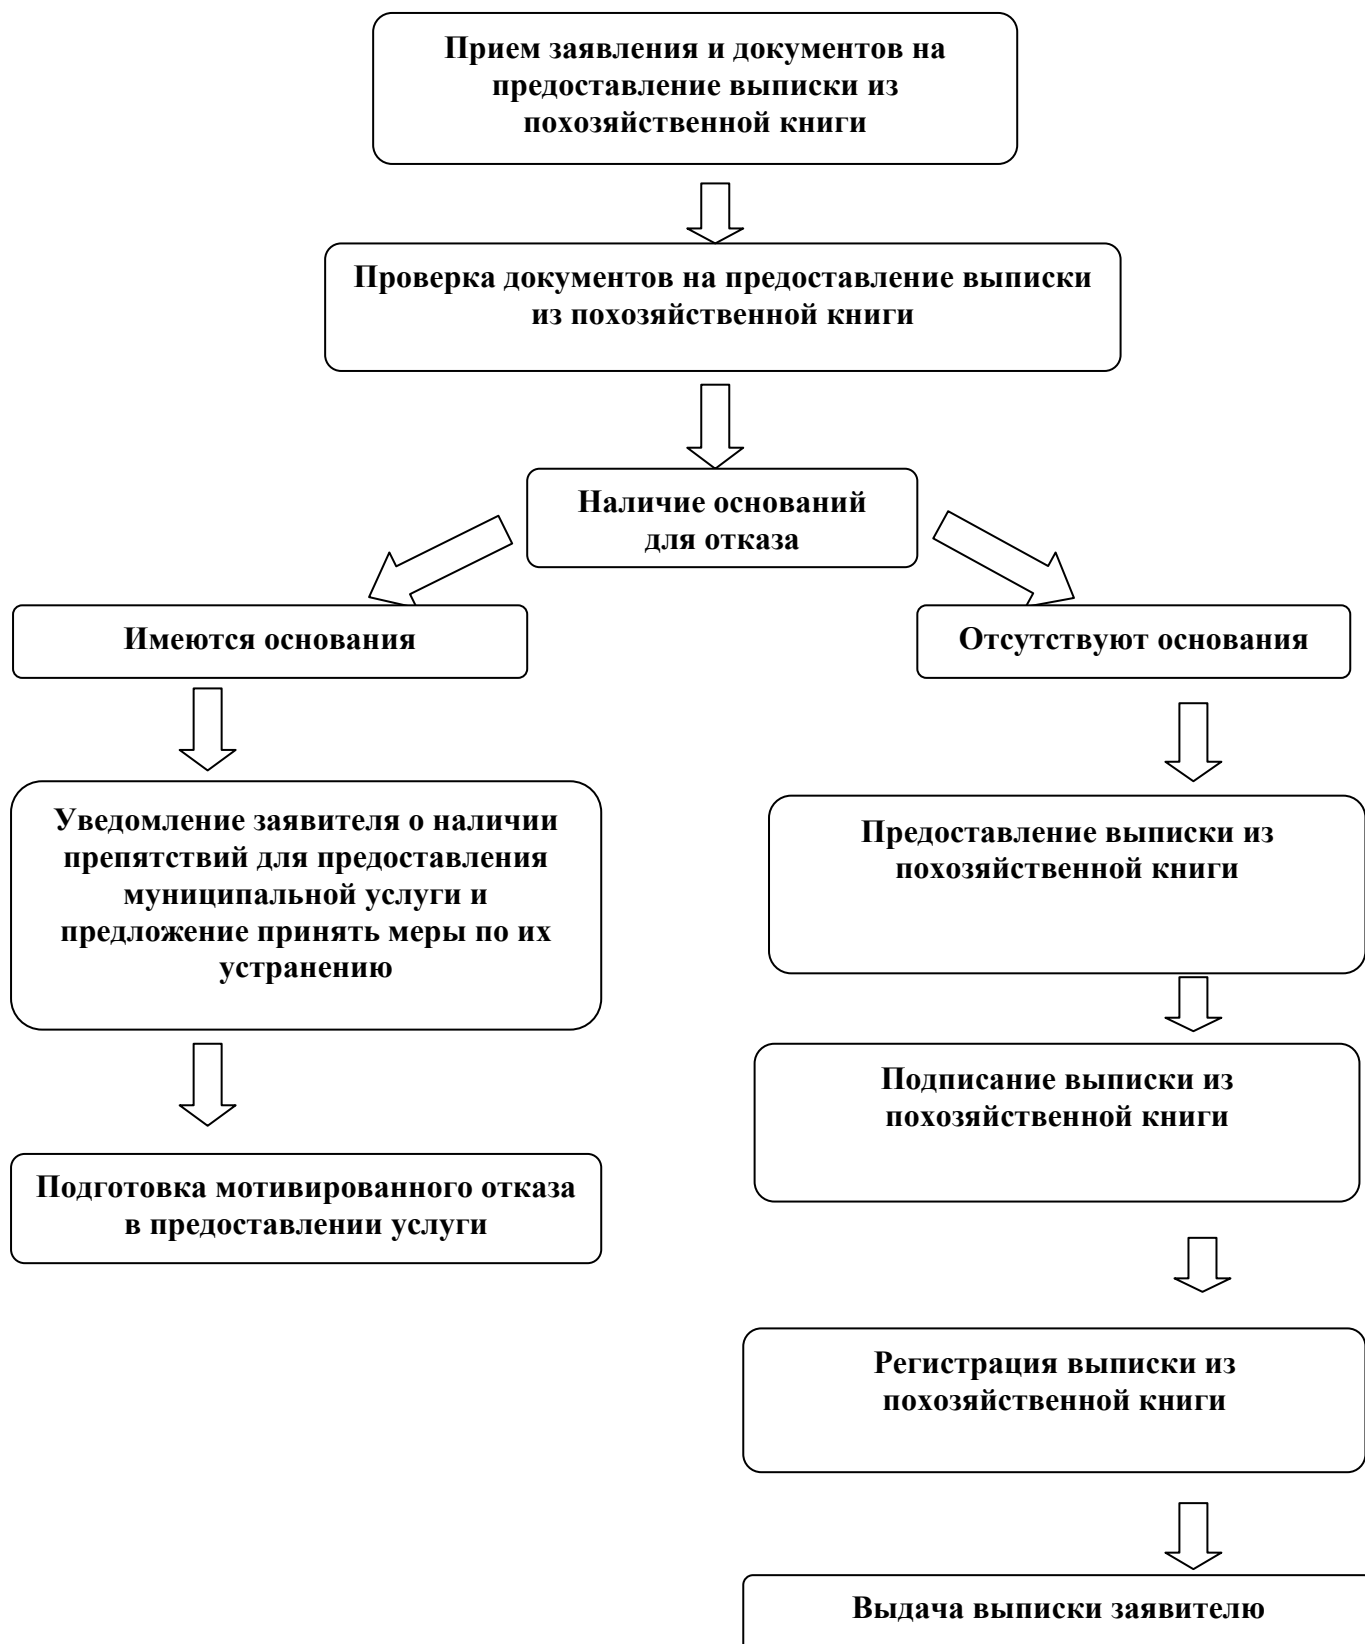 Прием заявления и документов на
предоставление выписки из
похозяйственной книги
Проверка документов на предоставление выписки
из похозяйственной книги
Наличие оснований
для отказа
Имеются основания
Отсутствуют основания
Уведомление заявителя о наличии
препятствий для предоставления
муниципальной услуги и
предложение принять меры по их
устранению
Предоставление выписки из
похозяйственной книги
Подписание выписки из
похозяйственной книги
Подготовка мотивированного отказа
в предоставлении услуги
Регистрация выписки из
похозяйственной книги
Выдача выписки заявителю